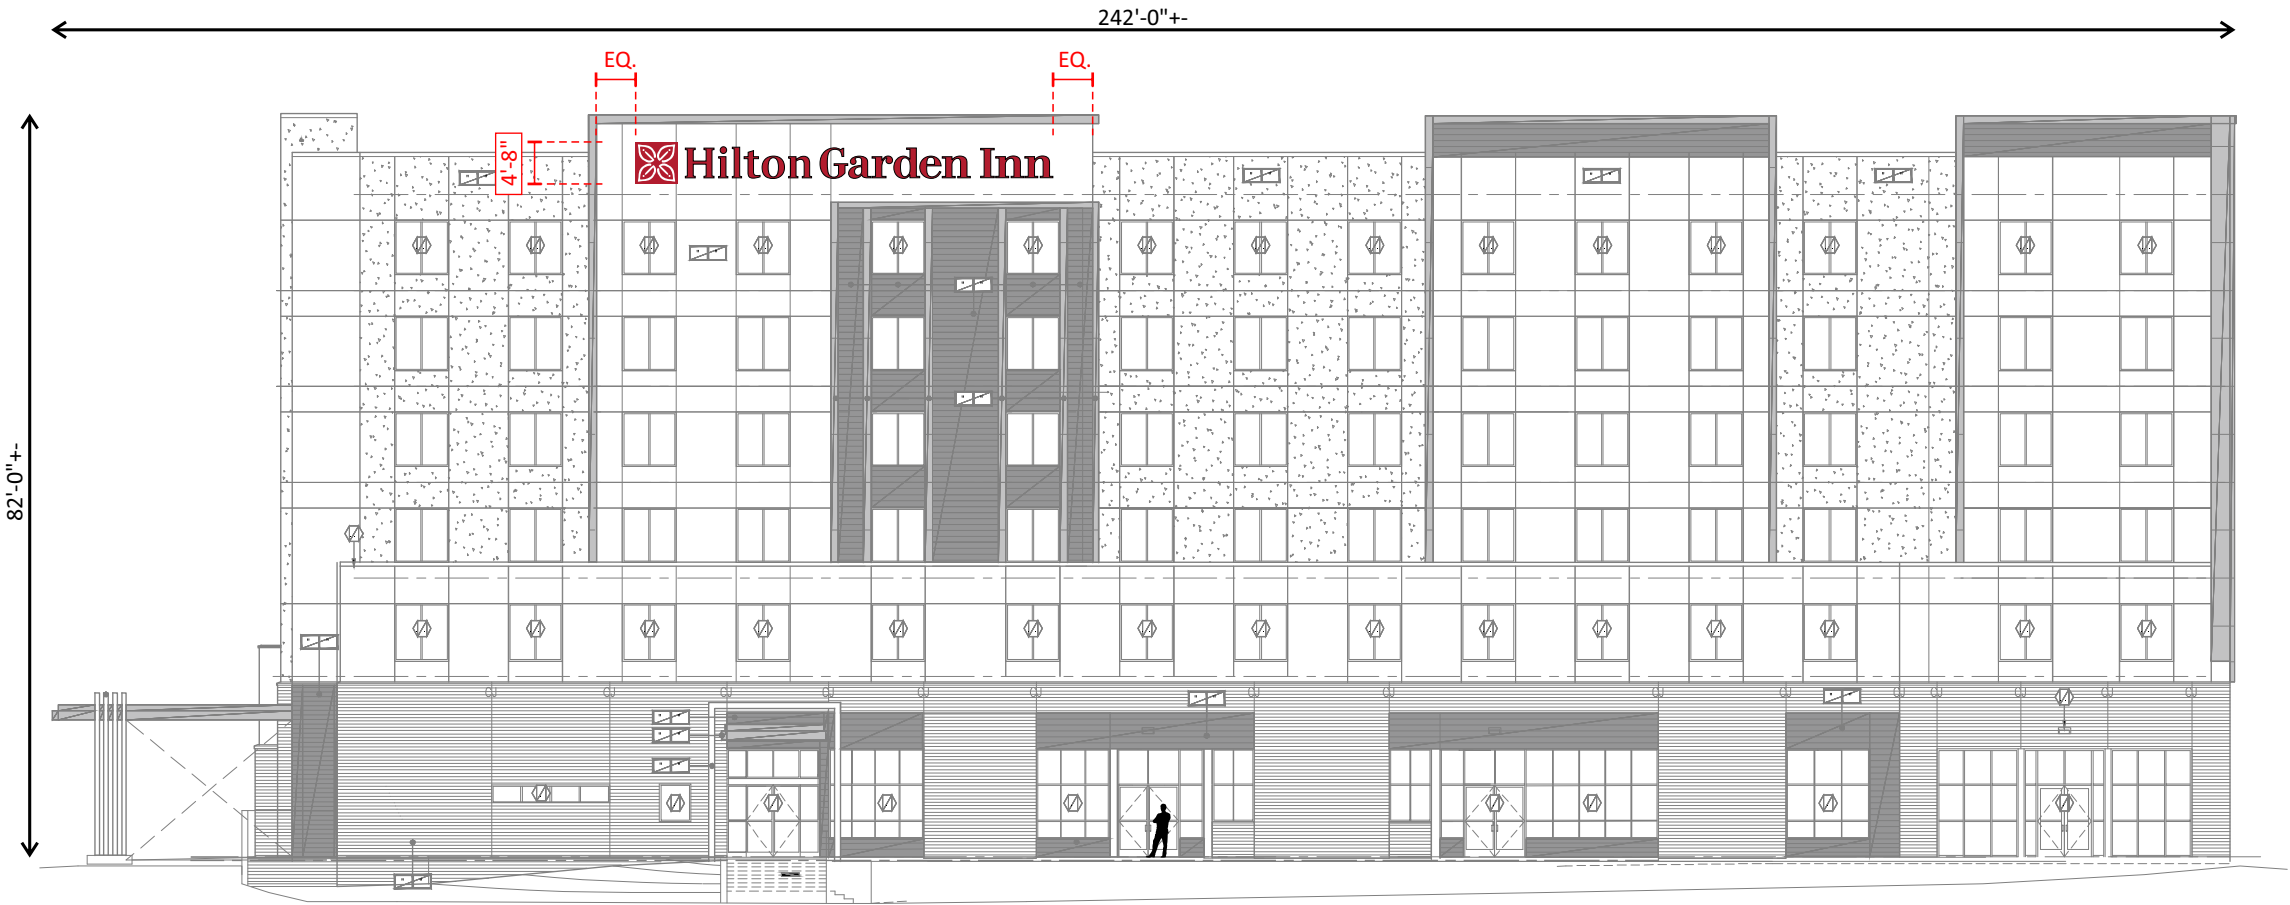 242'-0"+-
EQ.
EQ.
4'-8"
Hilton Garden Inn
82'-0"+-